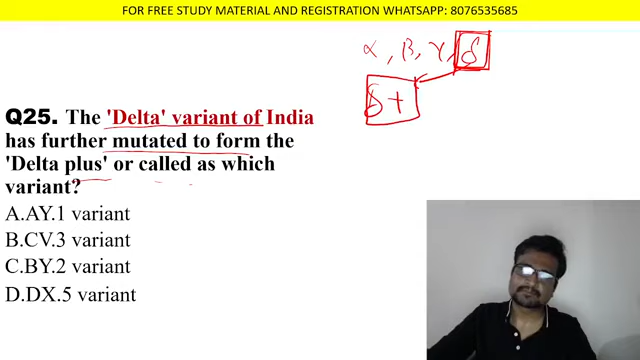 FOR FREE STUDY MATERIAL AND REGISTRATION WHATSAPP: 8076535685
α, β, γ, δ
δ+
Q25. The 'Delta' variant of India
has further mutated to form the
'Delta plus' or called as which
variant?
A.AY.1 variant
B.CV.3 variant
C.BY.2 variant
D.DX.5 variant